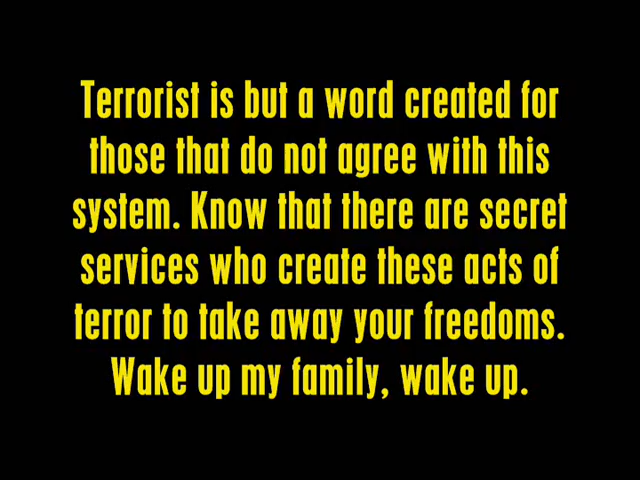 Terrorist is but a word created for
those that do not agree with this
system. Know that there are secret
services who create these acts of
terror to take away your freedoms.
Wake up my family, wake up.